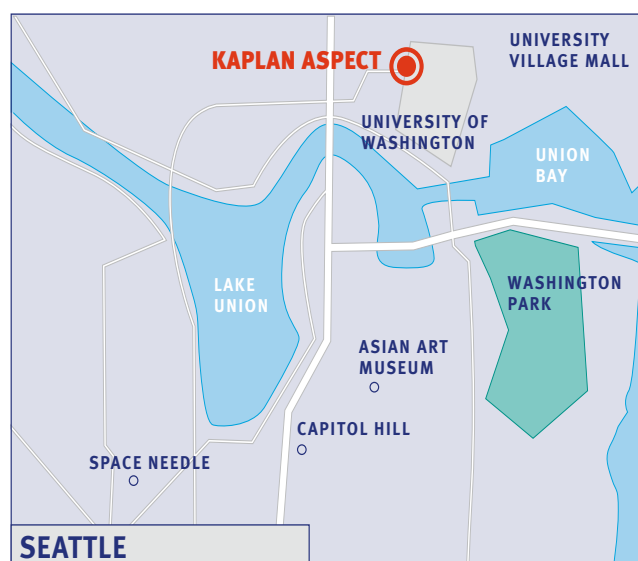 UNIVERSITY
VILLAGE MALL
KAPLAN ASPECT
UNIVERSITY OF
WASHINGTON
UNION
BAY
LAKE
UNION
WASHINGTON
PARK
ASIAN ART
MUSEUM
CAPITOL HILL
SPACE NEEDLE
SEATTLE